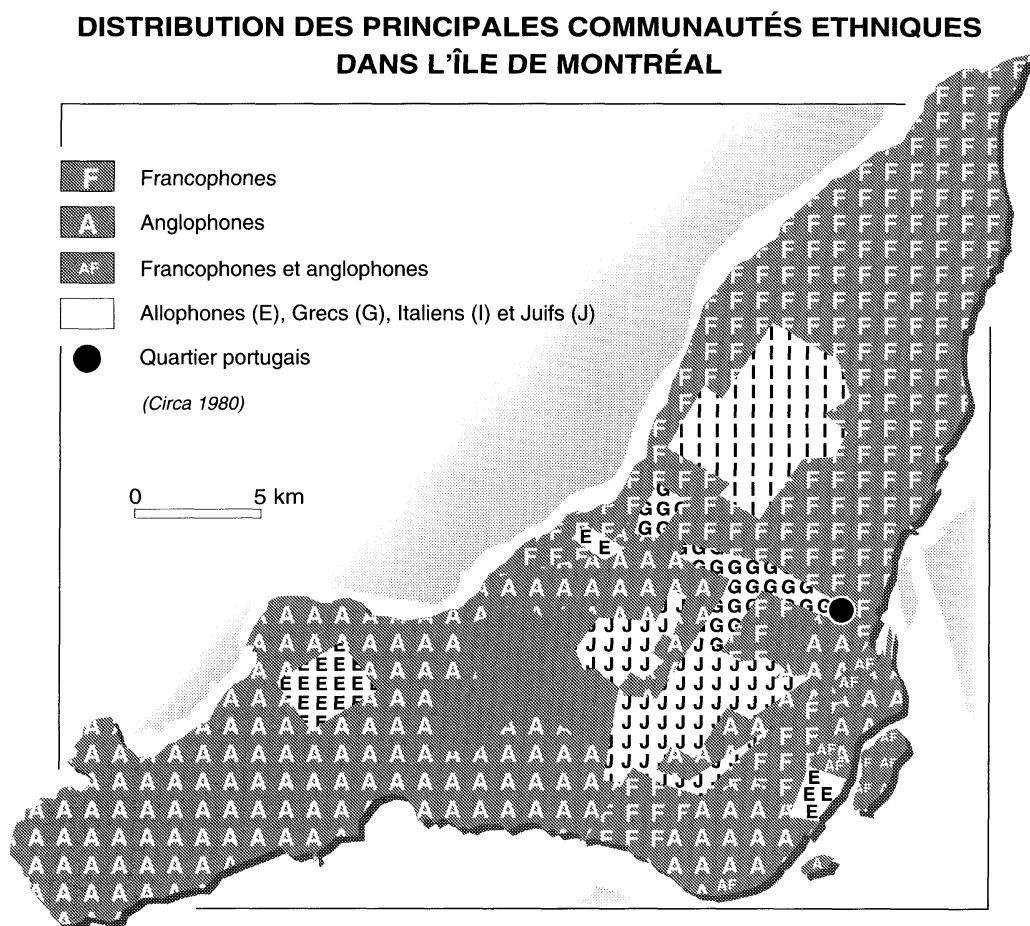 DISTRIBUTION DES PRINCIPALES COMMUNAUTÉS ETHNIQUES
DANS L'ÎLE DE MONTRÉAL
F Francophones
A Anglophones
AF Francophones et anglophones
Allophones (E), Grecs (G), Italiens (I) et Juifs (J)
Quartier portugais
(Circa 1980)
0 5 km